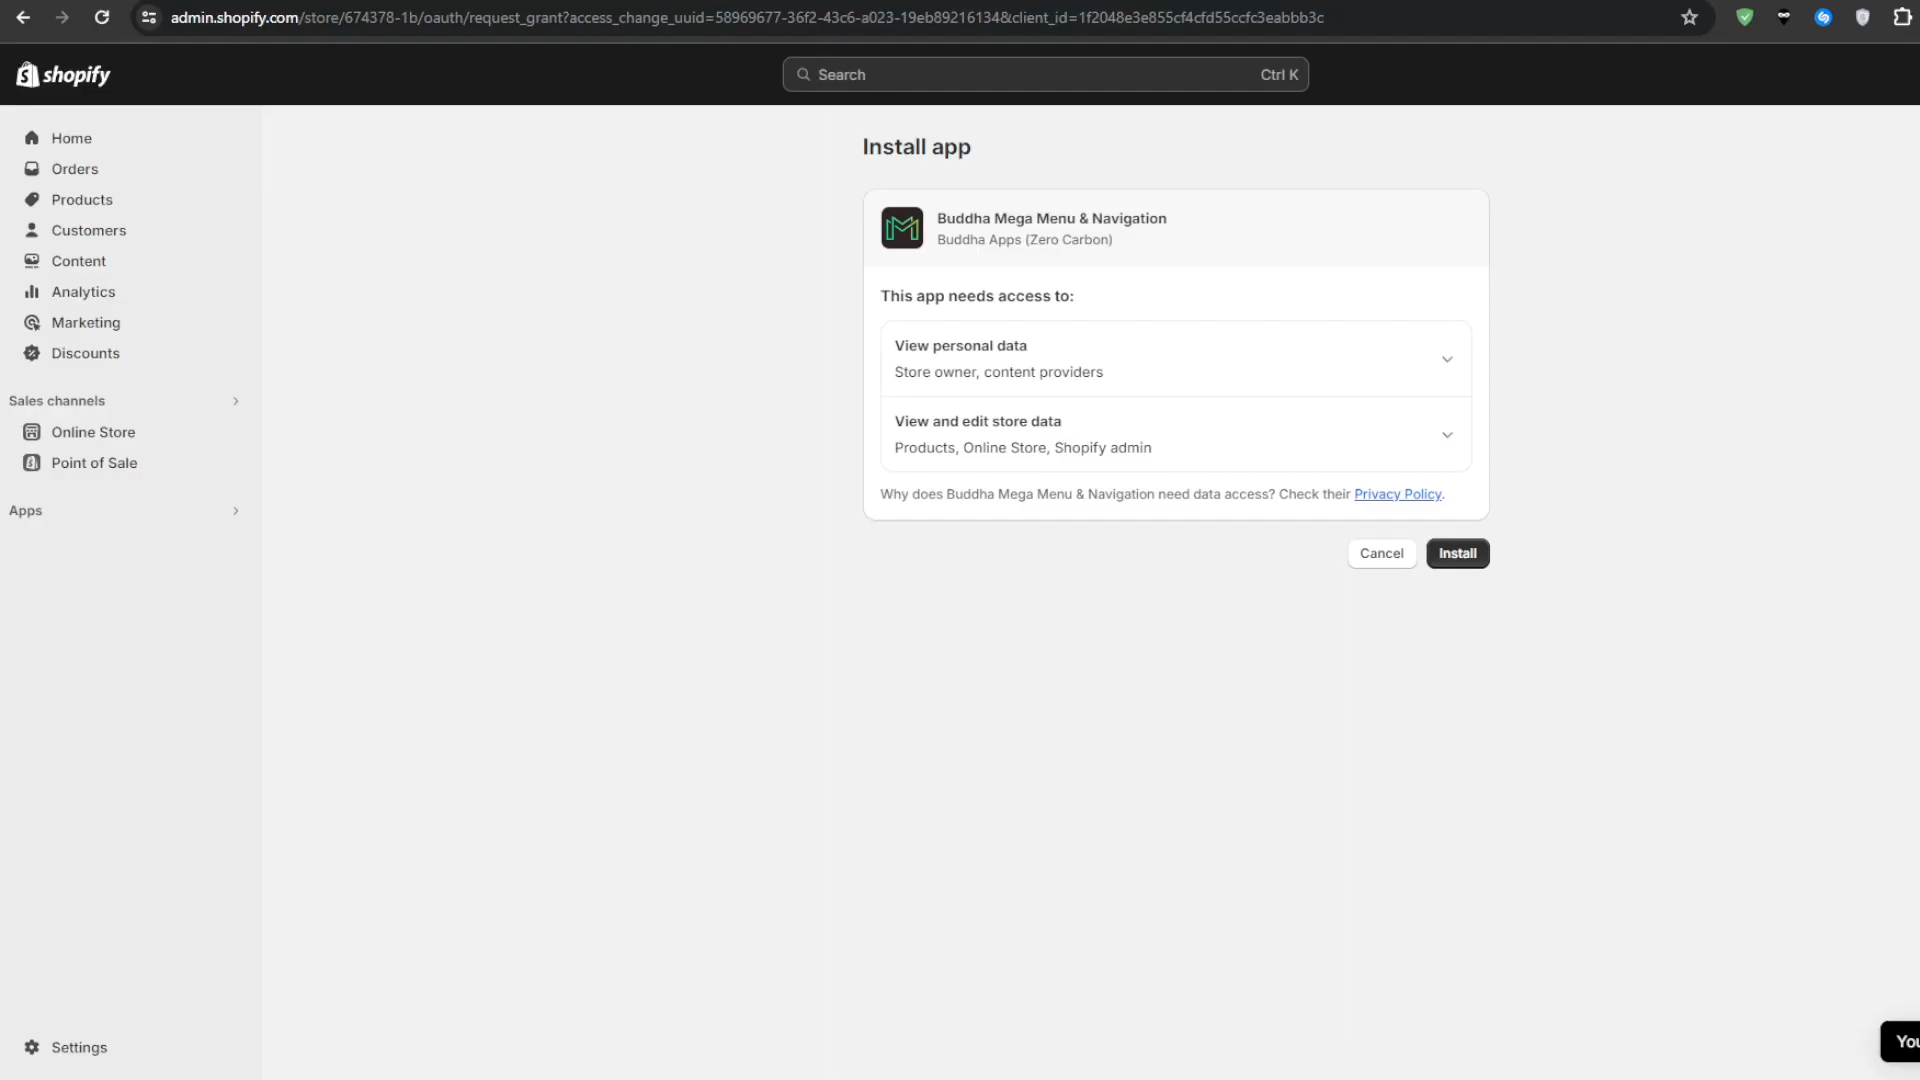 admin.shopify.com/store/674378-1b/oauth/request_grant?access_change_uuid=58969677-36f2-43c6-a023-19eb89216134&client_id=1f2048e3e855cf4cfd55ccfc3eabbb3c
shopify
Search
Ctrl K
Home
Orders
Products
Customers
Content
Analytics
Marketing
Discounts
Sales channels
Online Store
Point of Sale
Apps
Settings
Install app
Buddha Mega Menu & Navigation
Buddha Apps (Zero Carbon)
This app needs access to:
View personal data
Store owner, content providers
View and edit store data
Products, Online Store, Shopify admin
Why does Buddha Mega Menu & Navigation need data access? Check their Privacy Policy.
Cancel
Install